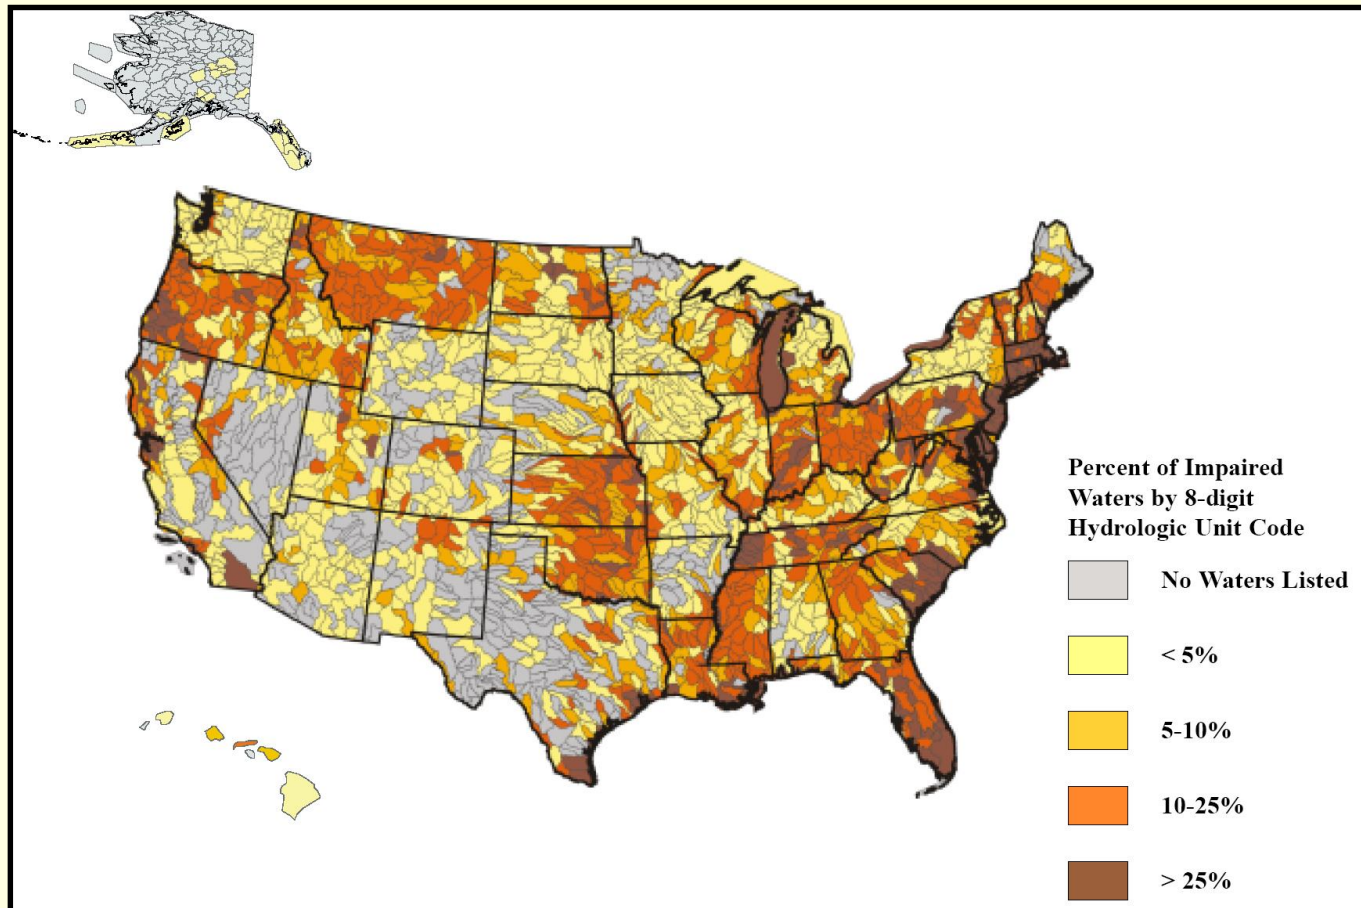 Percent of Impaired
Waters by 8-digit
Hydrologic Unit Code
No Waters Listed
< 5%
5-10%
10-25%
> 25%